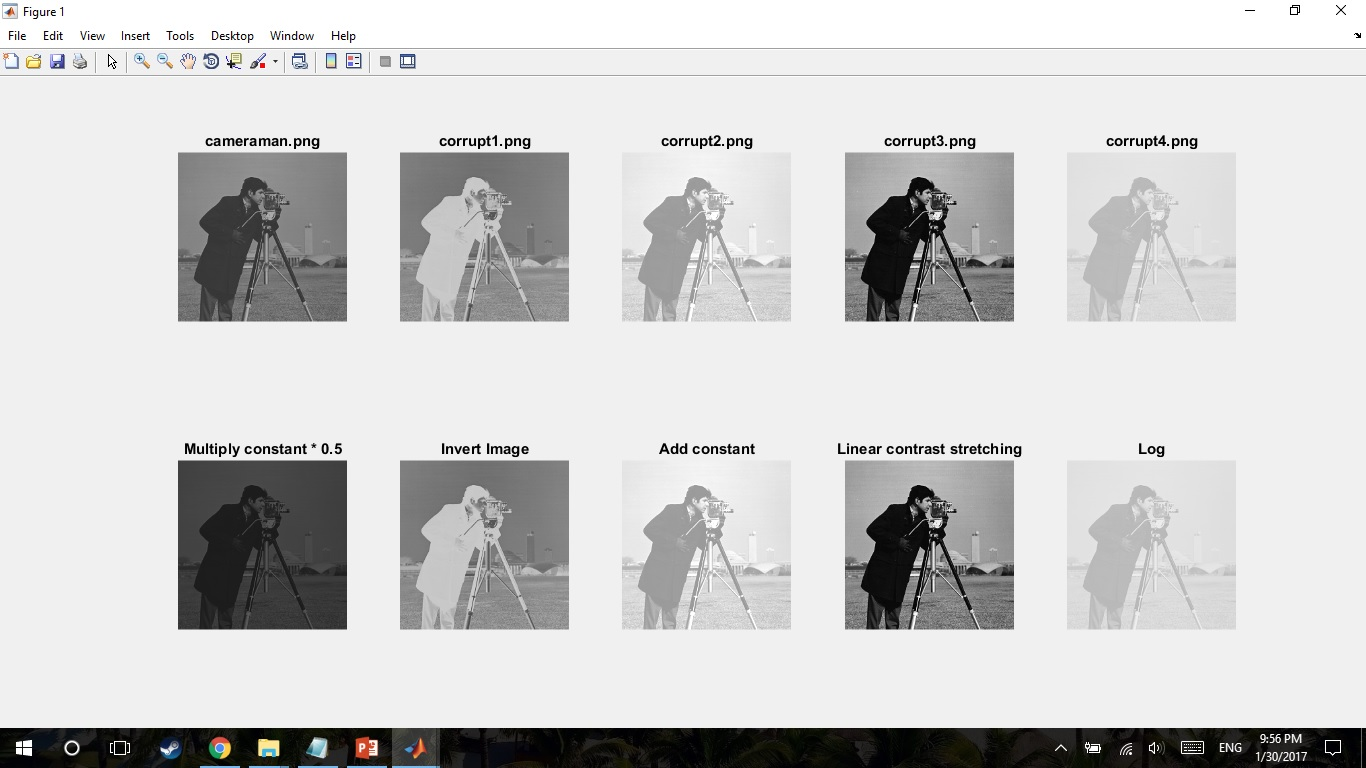 Figure 1
File Edit View Insert Tools Desktop Window Help
cameraman.png corrupt1.png corrupt2.png corrupt3.png corrupt4.png
Multiply constant * 0.5 Invert Image Add constant Linear contrast stretching Log
ENG
9:56 PM
1/30/2017